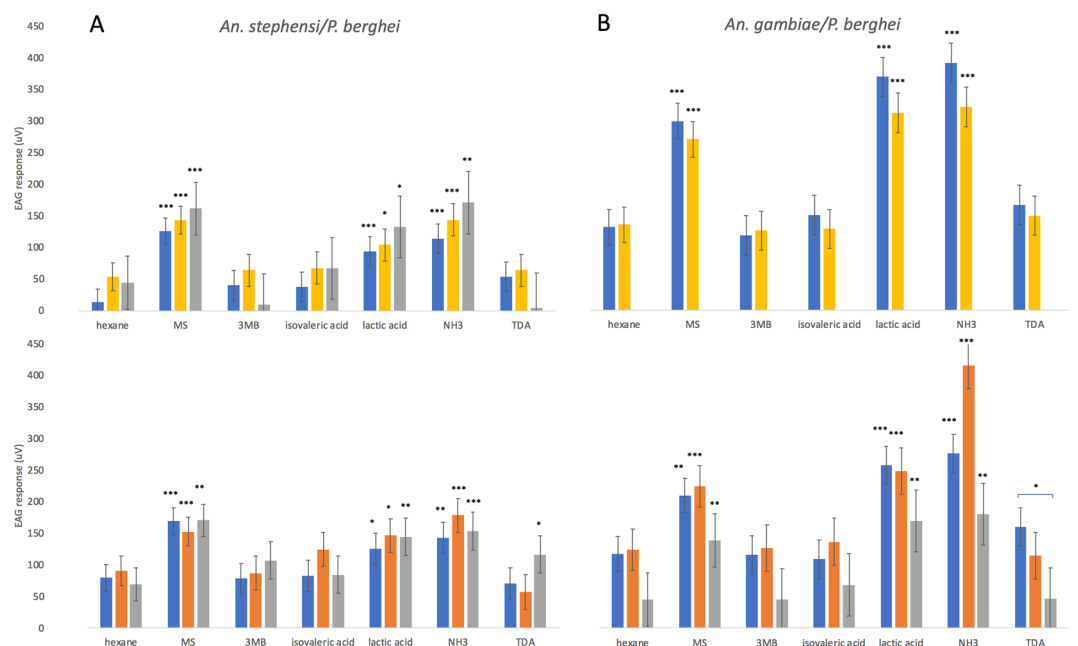 A
An. stephensi/P. berghei
B
An. gambiae/P. berghei
EAG response (uV)
450
400
350
300
250
200
150
100
50
0
*** *** ***
*** * *
*** *** **
hexane MS 3MB isovaleric acid lactic acid NH3 TDA
*** ***
*** ***
*** ***
hexane MS 3MB isovaleric acid lactic acid NH3 TDA
EAG response (uV)
450
400
350
300
250
200
150
100
50
0
*** *** **
* * **
** *** ***
*
hexane MS 3MB isovaleric acid lactic acid NH3 TDA
** *** **
*** *** **
*** *** **
*
hexane MS 3MB isovaleric acid lactic acid NH3 TDA